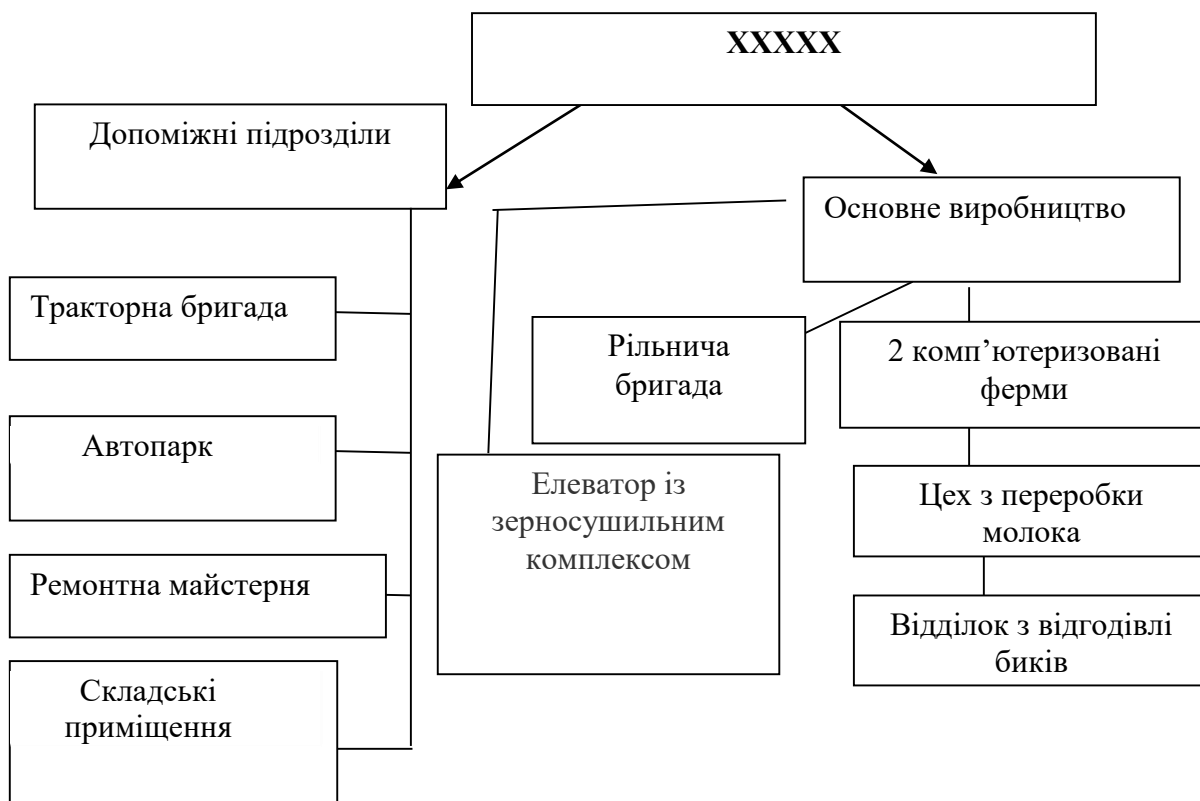 XXXXX
Допоміжні підрозділи
Основне виробництво
Тракторна бригада
Рільнича
бригада
2 комп’ютеризовані
ферми
Автопарк
Елеватор із
зерносушильним
комплексом
Цех з переробки
молока
Ремонтна майстерня
Відділок з відгодівлі
биків
Складські
приміщення